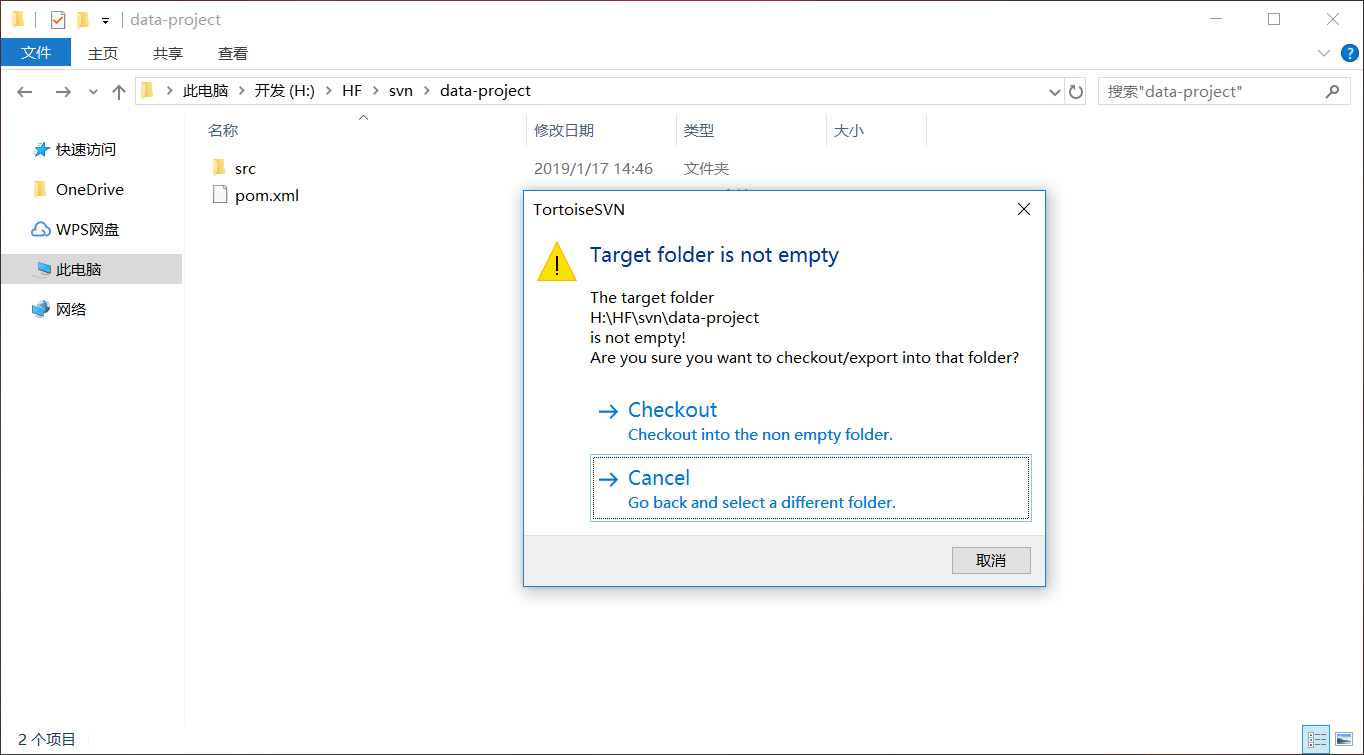 data-project
文件 主页 共享 查看
此电脑 开发 (H:) HF svn data-project
搜索"data-project"
名称 修改日期 类型 大小
快速访问
OneDrive
WPS网盘
此电脑
网络
src 2019/1/17 14:46 文件夹
pom.xml
TortoiseSVN
Target folder is not empty
The target folder
H:\HF\svn\data-project
is not empty!
Are you sure you want to checkout/export into that folder?
Checkout
Checkout into the non empty folder.
Cancel
Go back and select a different folder.
取消
2 个项目